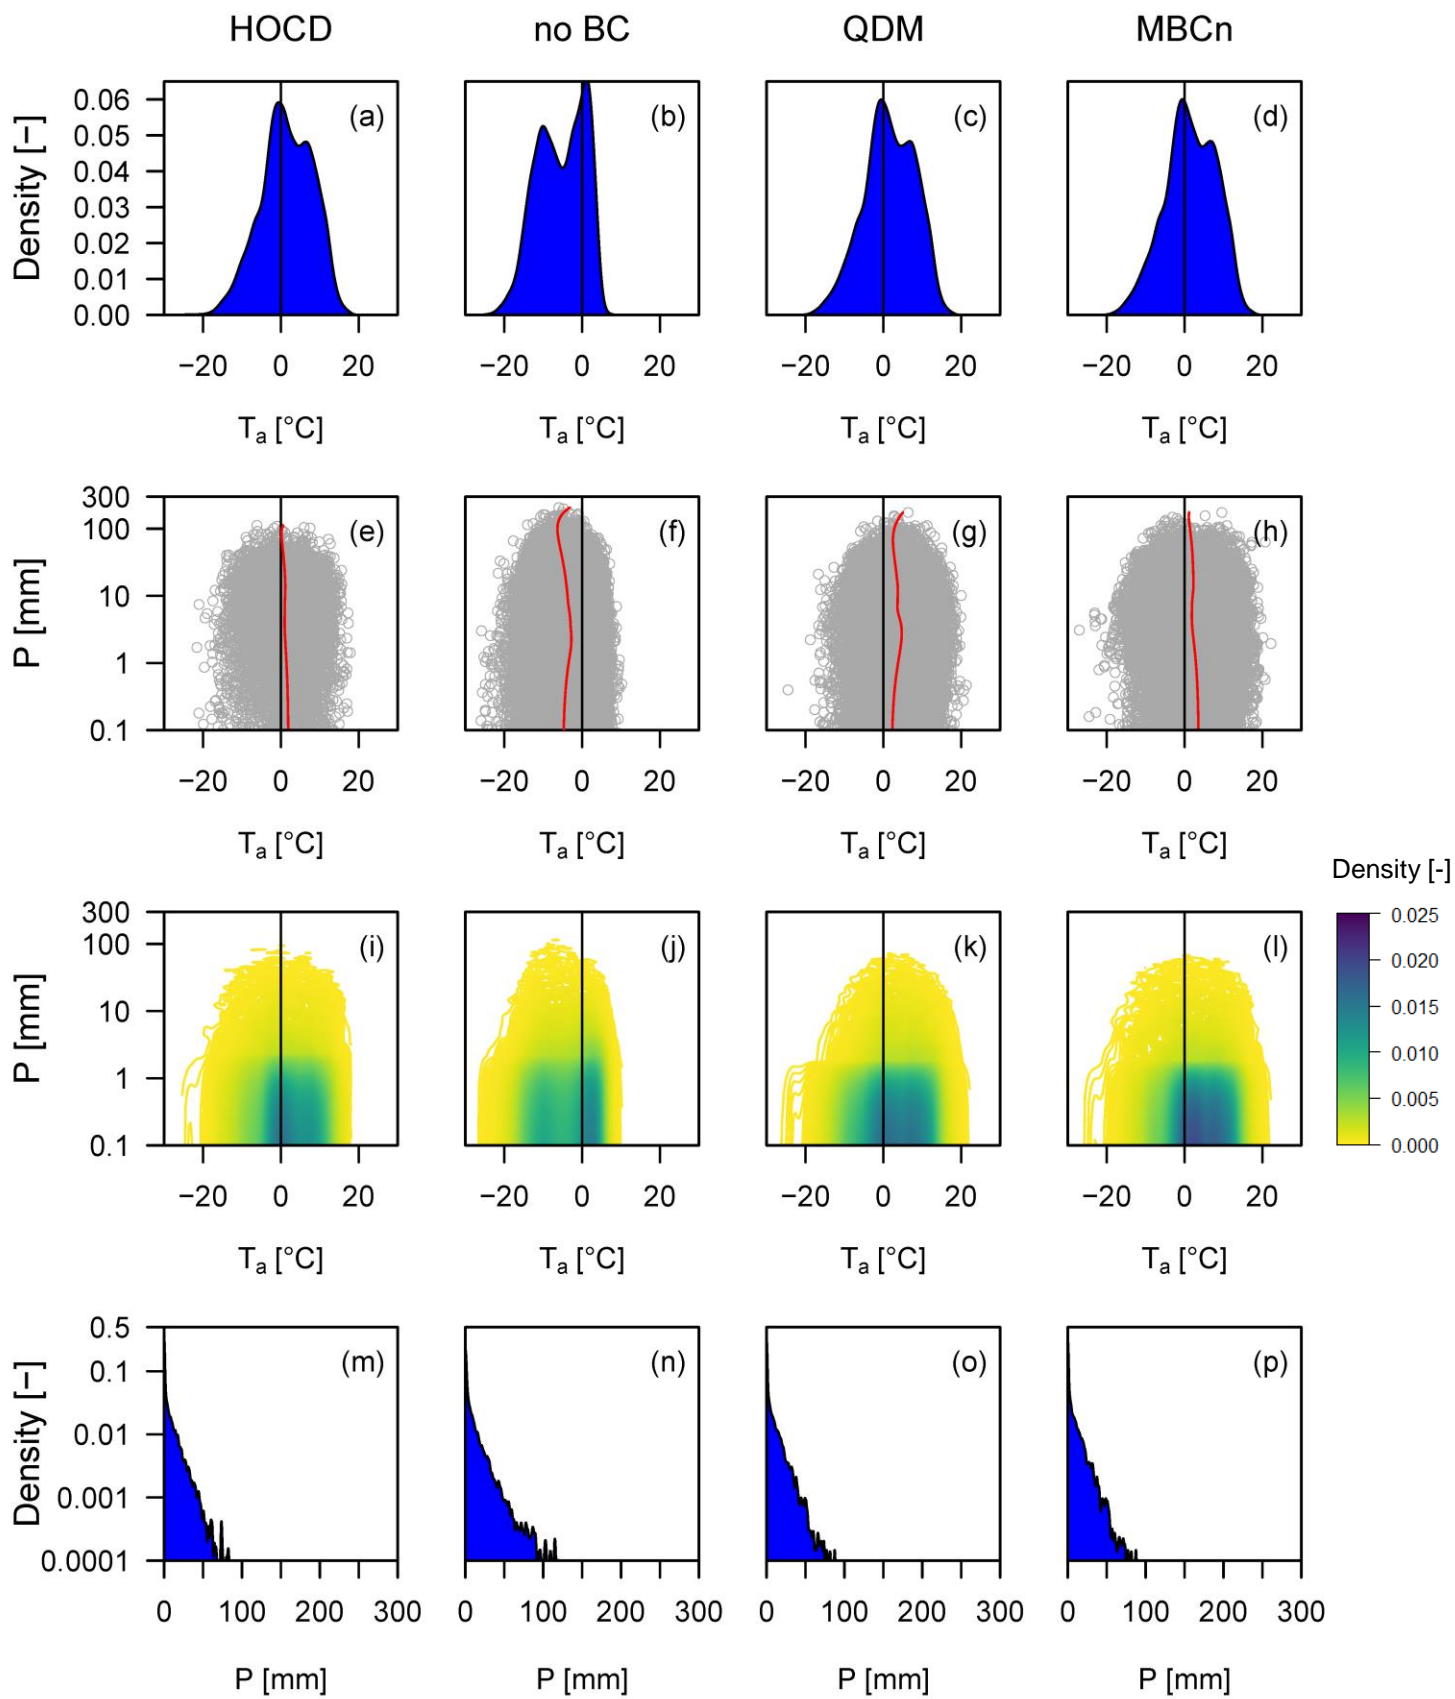 HOCD no BC QDM MBCn
Density [−]
0.06
0.05
0.04
0.03
0.02
0.01
0.00
(a) (b) (c) (d)
−20 0 20 −20 0 20 −20 0 20 −20 0 20
Ta [°C] Ta [°C] Ta [°C] Ta [°C]
P [mm]
300
100
10
1
0.1
(e) (f) (g) (h)
−20 0 20 −20 0 20 −20 0 20 −20 0 20
Ta [°C] Ta [°C] Ta [°C] Ta [°C]
P [mm]
300
100
10
1
0.1
(i) (j) (k) (l)
−20 0 20 −20 0 20 −20 0 20 −20 0 20
Ta [°C] Ta [°C] Ta [°C] Ta [°C]
Density [-]
0.025
0.020
0.015
0.010
0.005
0.000
Density [−]
0.5
0.1
0.01
0.001
0.0001
(m) (n) (o) (p)
0 100 200 300 0 100 200 300 0 100 200 300 0 100 200 300
P [mm] P [mm] P [mm] P [mm]